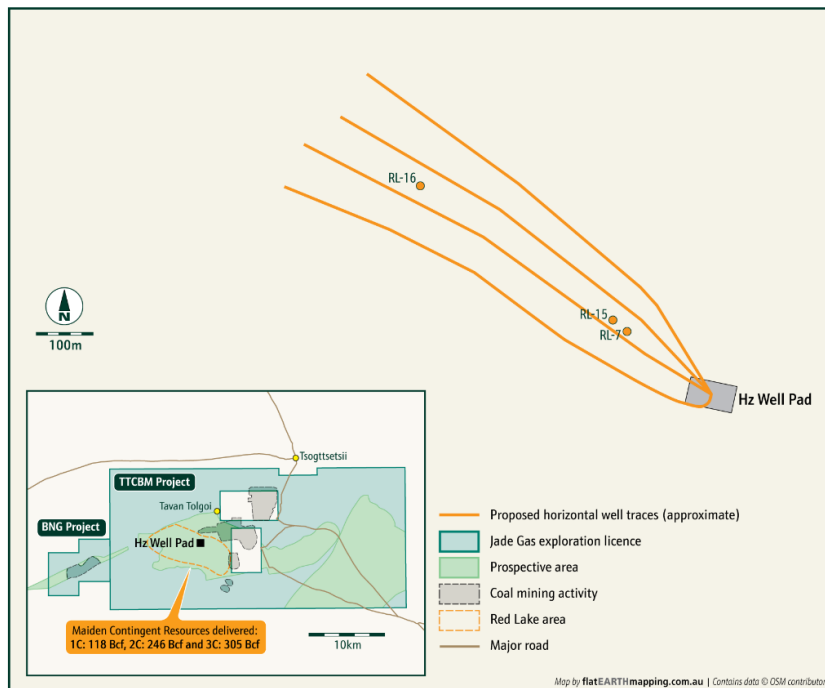 RL-16
RL-15
RL-7
Hz Well Pad
N
100m
Tsogttsetsii
TTCBM Project
Tavan Tolgoi
BNG Project
Hz Well Pad
Maiden Contingent Resources delivered:
1C: 118 Bcf, 2C: 246 Bcf and 3C: 305 Bcf
10km
Proposed horizontal well traces (approximate)
Jade Gas exploration licence
Prospective area
Coal mining activity
Red Lake area
Major road
Map by flatEARTHmapping.com.au | Contains data © OSM contributor